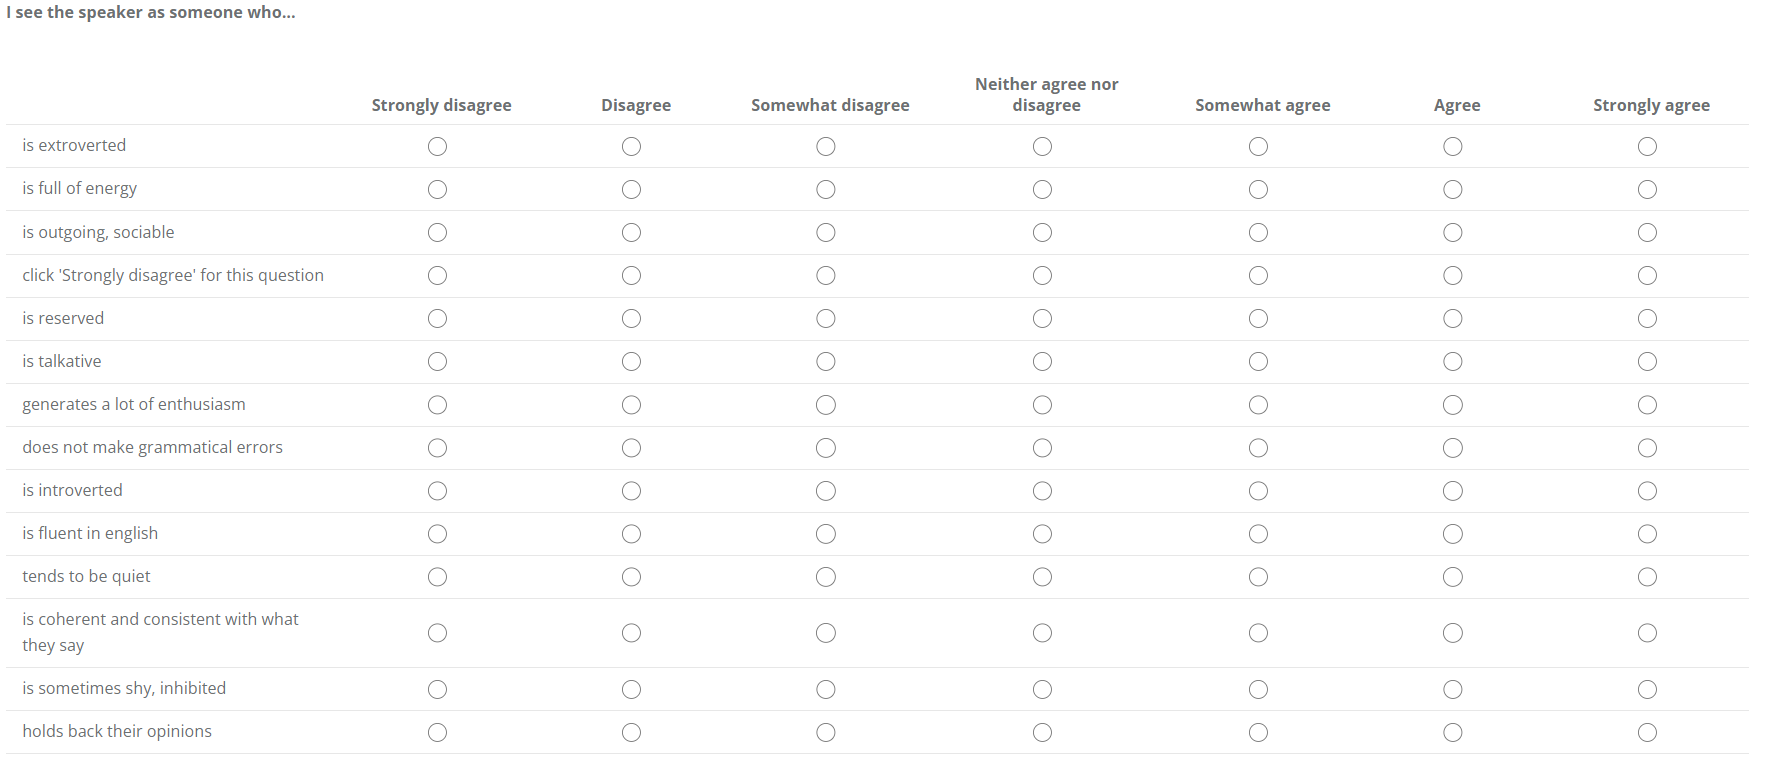 I see the speaker as someone who...
Strongly disagree Disagree Somewhat disagree Neither agree nor disagree Somewhat agree Agree Strongly agree
is extroverted
is full of energy
is outgoing, sociable
click 'Strongly disagree' for this question
is reserved
is talkative
generates a lot of enthusiasm
does not make grammatical errors
is introverted
is fluent in english
tends to be quiet
is coherent and consistent with what
they say
is sometimes shy, inhibited
holds back their opinions